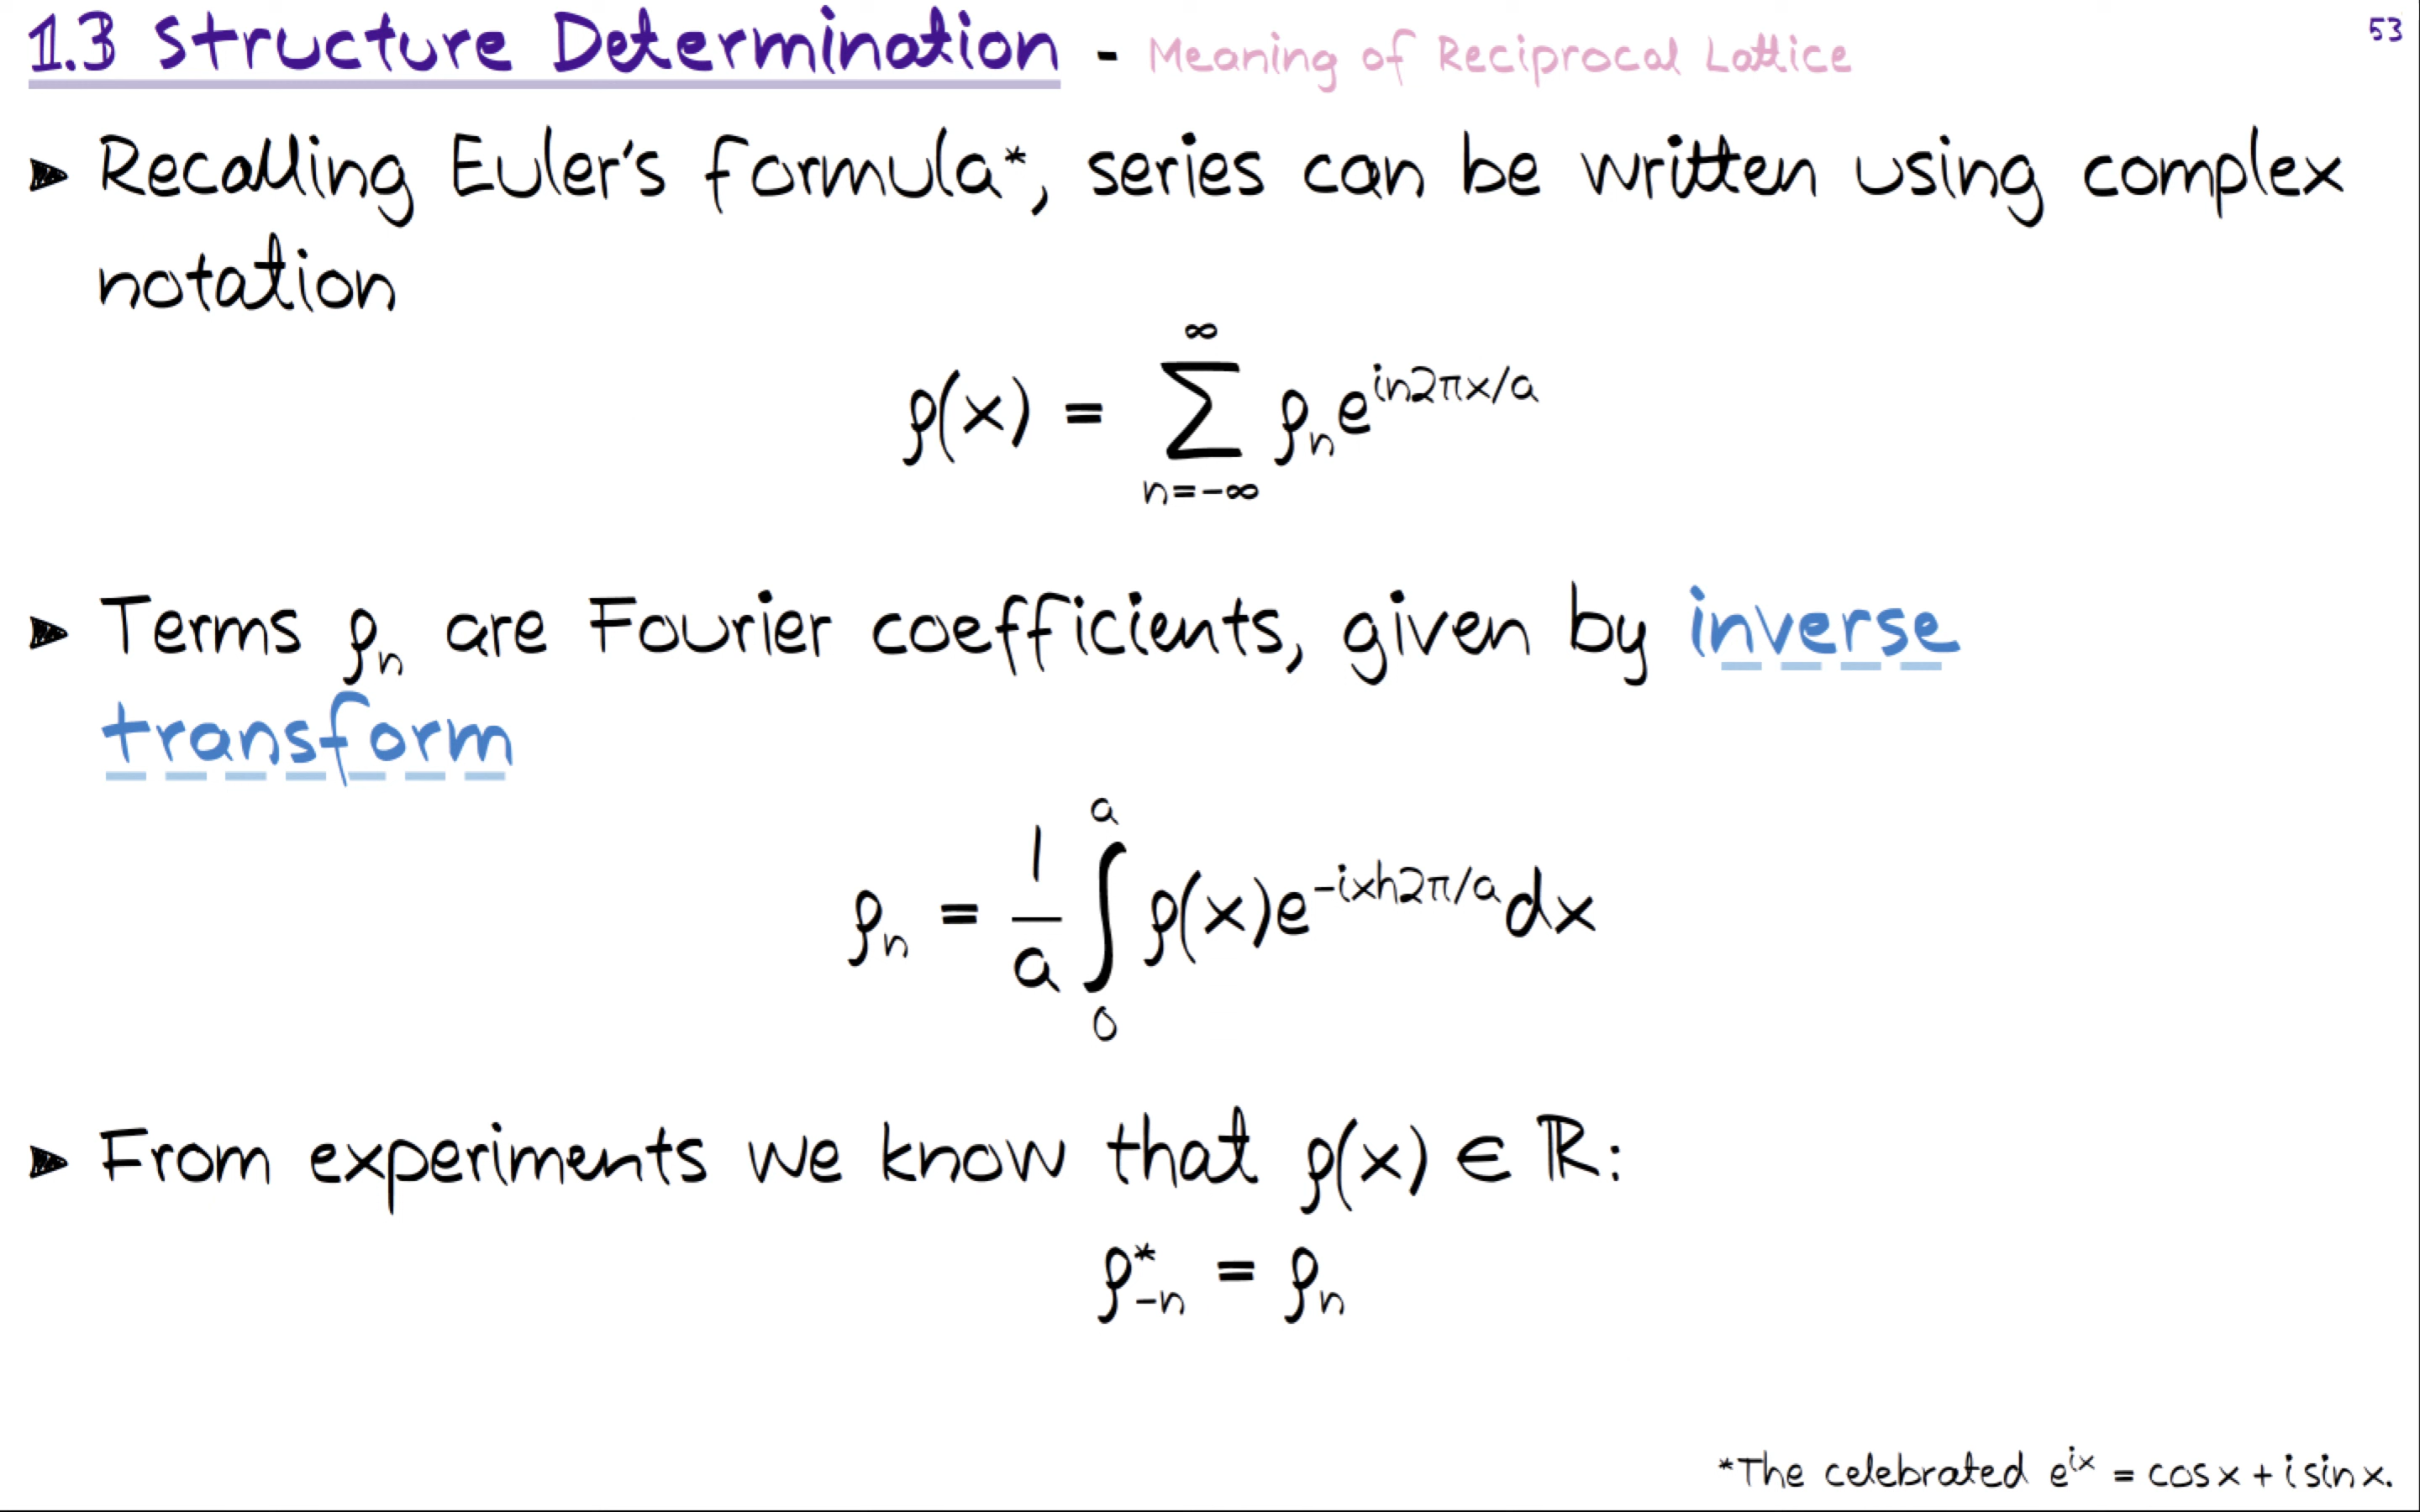 1.3 Structure Determination - Meaning of Reciprocal Lattice
53
▶ Recalling Euler's formula*, series can be written using complex
notation
ρ(x) = ∑_{n=-∞}^{∞} ρ_n e^{in2πx/a}
▶ Terms ρ_n are Fourier coefficients, given by inverse
transform
ρ_n = 1/a ∫_0^a ρ(x)e^{-ixh2π/a}dx
▶ From experiments we know that ρ(x) ∈ ℝ:
ρ*_{-n} = ρ_n
*The celebrated e^{ix} = cos x + i sin x.